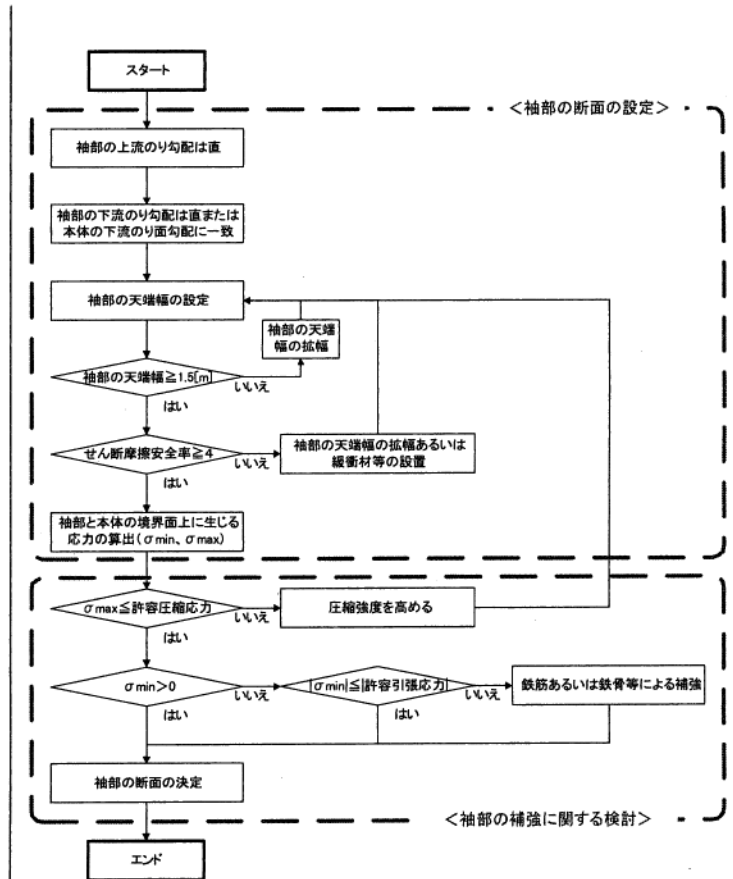 スタート
<袖部の断面の設定>
袖部の上流のり勾配は直
袖部の下流のり勾配は直または
本体の下流のり面勾配に一致
袖部の天端幅の設定
袖部の天端
幅の拡幅
袖部の天端幅≧1.5[m]
いいえ
はい
せん断摩擦安全率≧4
いいえ
袖部の天端幅の拡幅あるいは
緩衝材等の設置
はい
袖部と本体の境界面上に生じる
応力の算出(σmin、σmax)
σmax≦許容圧縮応力
いいえ
圧縮強度を高める
はい
σmin>0
いいえ
|σmin|≦|許容引張応力|
いいえ
鉄筋あるいは鉄骨等による補強
はい
はい
袖部の断面の決定
<袖部の補強に関する検討>
エンド